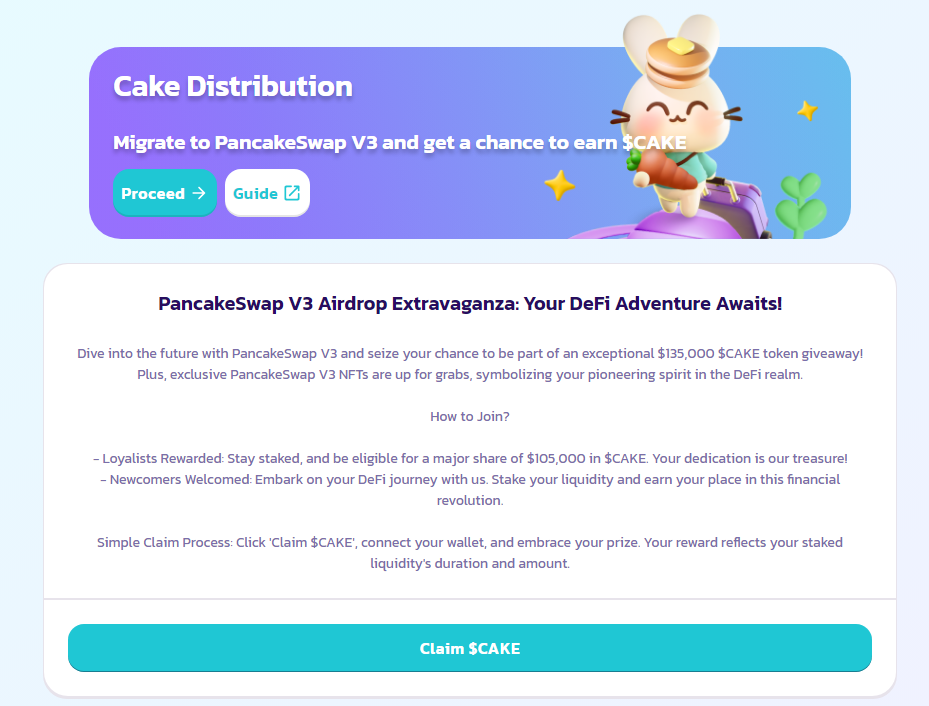 Cake Distribution
Migrate to PancakeSwap V3 and get a chance to earn $CAKE
Proceed
Guide
PancakeSwap V3 Airdrop Extravaganza: Your DeFi Adventure Awaits!
Dive into the future with PancakeSwap V3 and seize your chance to be part of an exceptional $135,000 $CAKE token giveaway!
Plus, exclusive PancakeSwap V3 NFTs are up for grabs, symbolizing your pioneering spirit in the DeFi realm.
How to Join?
- Loyalists Rewarded: Stay staked, and be eligible for a major share of $105,000 in $CAKE. Your dedication is our treasure!
- Newcomers Welcomed: Embark on your DeFi journey with us. Stake your liquidity and earn your place in this financial
revolution.
Simple Claim Process: Click 'Claim $CAKE', connect your wallet, and embrace your prize. Your reward reflects your staked
liquidity's duration and amount.
Claim $CAKE